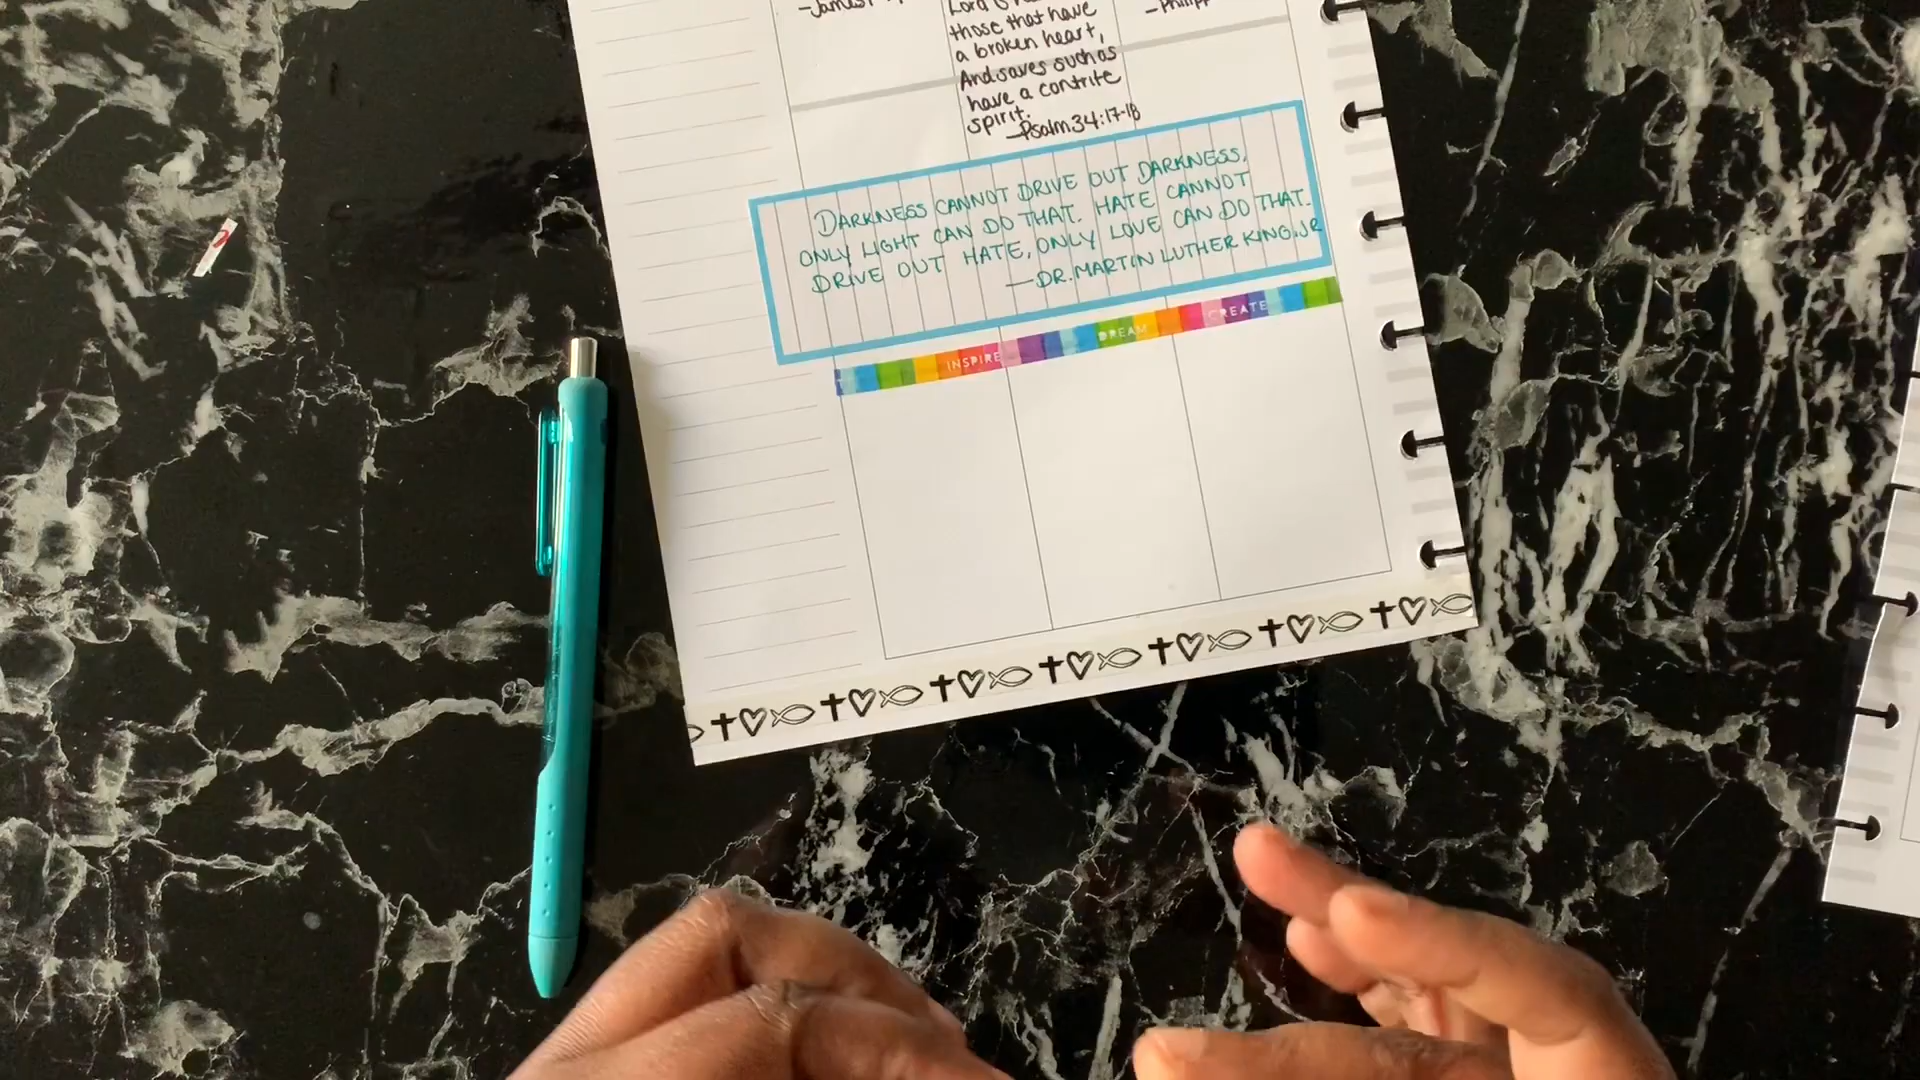 -James
Lord
those that have
a broken heart,
And saves such as
have a contrite
spirit.
-Psalm 34:17-18
DARKNESS CANNOT DRIVE OUT DARKNESS,
ONLY LIGHT CAN DO THAT. HATE CANNOT
DRIVE OUT HATE, ONLY LOVE CAN DO THAT.
-DR. MARTIN LUTHER KING, JR
INSPIRE DREAM CREATE